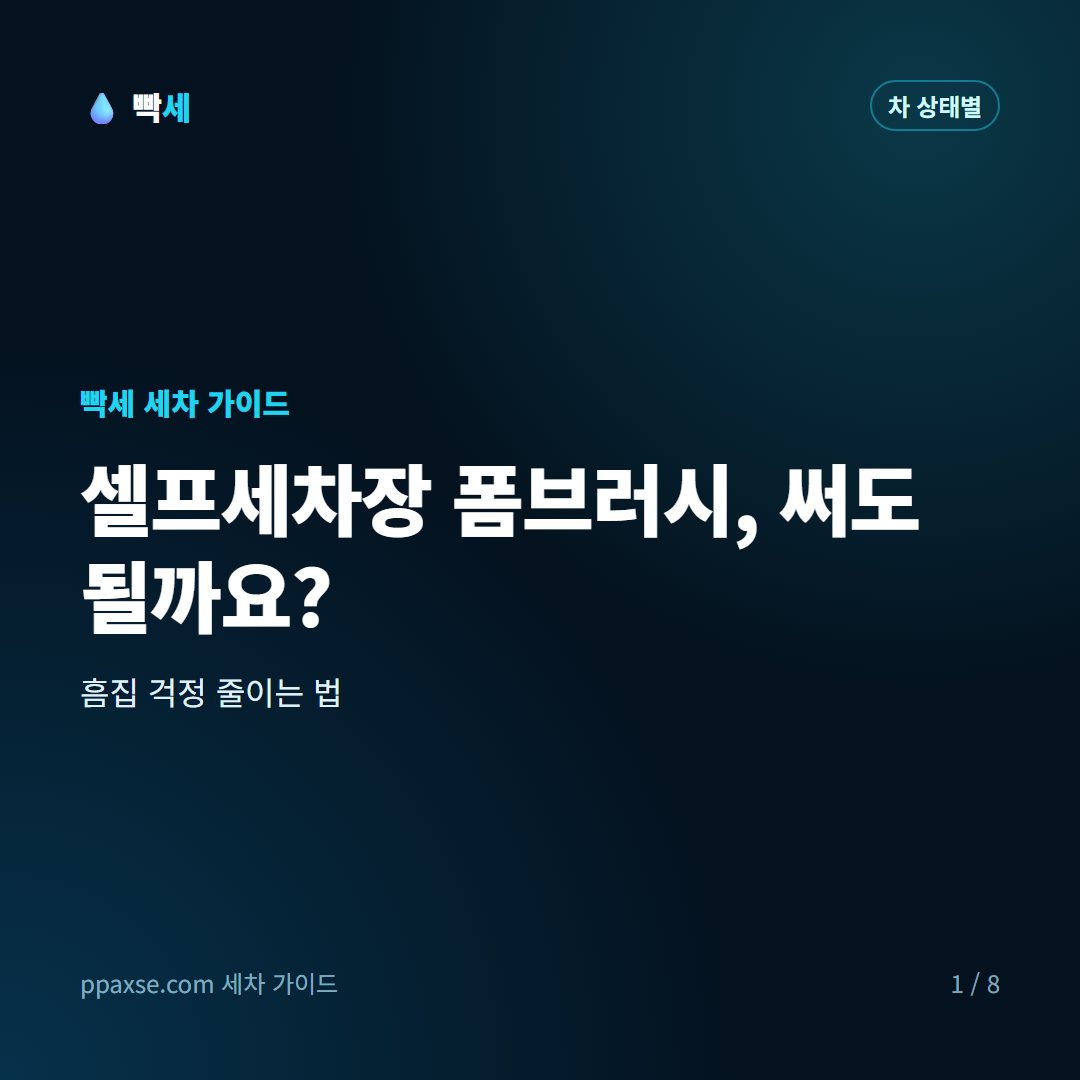 빡세
차 상태별
빡세 세차 가이드
셀프세차장 폼브러시, 써도
될까요?
흠집 걱정 줄이는 법
ppaxse.com 세차 가이드
1 / 8